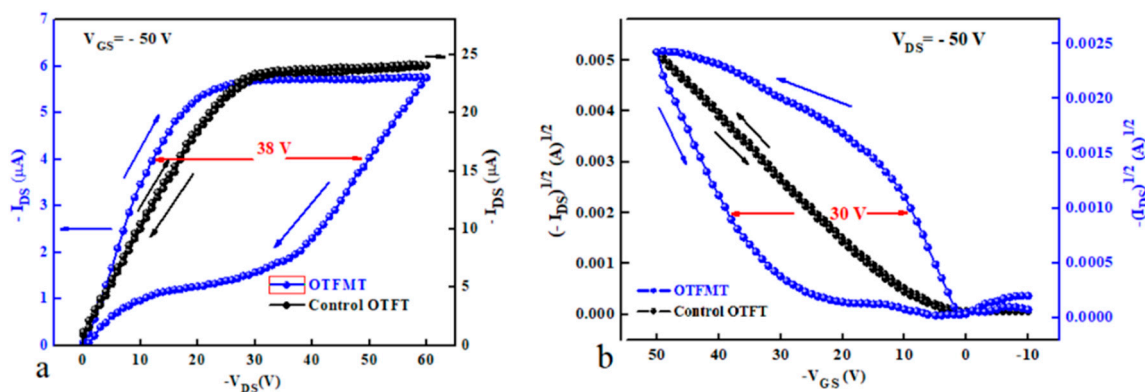 V_GS = - 50 V
- I_DS (μA)
7
6
5
4
3
2
1
0
38 V
OTFMT
Control OTFT
25
20
15
10
5
0
- I_DS (μA)
0 10 20 30 40 50 60
-V_DS(V)
a
V_DS= - 50 V
(- I_DS)^1/2 (A)^1/2
0.005
0.004
0.003
0.002
0.001
0.000
30 V
OTFMT
Control OTFT
0.0025
0.0020
0.0015
0.0010
0.0005
0.0000
-(I_DS)^1/2 (A)^1/2
50 40 30 20 10 0 -10
-V_GS(V)
b